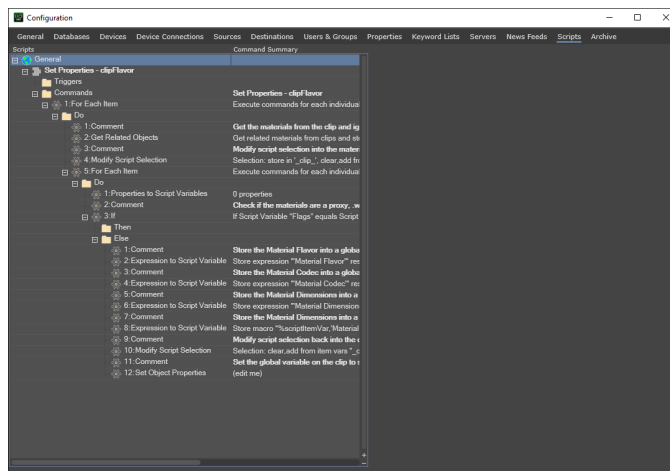 Configuration
General Databases Devices Device Connections Sources Destinations Users & Groups Properties Keyword Lists Servers News Feeds Scripts Archive
Scripts Command Summary
General
Set Properties - clipFlavor
Triggers
Commands Set Properties - clipFlavor
1:For Each Item Execute commands for each individual
Do
1:Comment Get the materials from the clip and ig
2:Get Related Objects Get related materials from clips and st
3:Comment Modify script selection into the mater
4:Modify Script Selection Selection: store in '_clip_', clear,add fr
5:For Each Item Execute commands for each individual
Do
1:Properties to Script Variables 0 properties
2:Comment Check if the materials are a proxy, .w
3:If If Script Variable "Flags" equals Script
Then
Else
1:Comment Store the Material Flavor into a globa
2:Expression to Script Variable Store expression "'Material Flavor'" res
3:Comment Store the Material Codec into a globa
4:Expression to Script Variable Store expression "'Material Codec'" res
5:Comment Store the Material Dimensions into a
6:Expression to Script Variable Store expression "'Material Dimension
7:Comment Store the Material Dimensions into a
8:Expression to Script Variable Store macro "%scriptItemVar,'Material
9:Comment Modify script selection back into the c
10:Modify Script Selection Selection: clear,add from item vars "_c
11:Comment Set the global variable on the clip to
12:Set Object Properties (edit me)